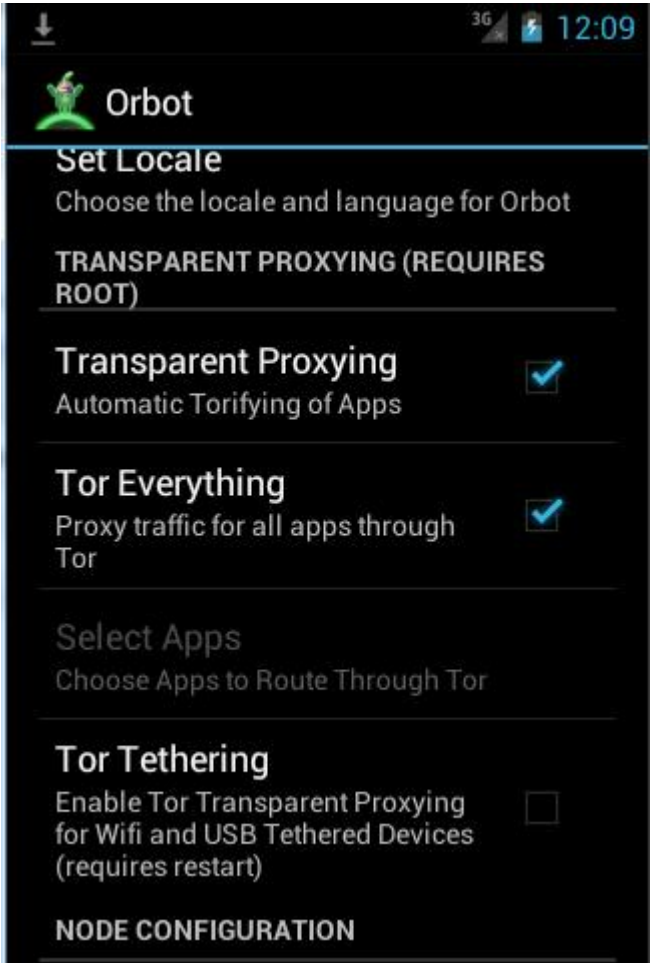 3G 12:09
Orbot
Set Locale
Choose the locale and language for Orbot
TRANSPARENT PROXYING (REQUIRES
ROOT)
Transparent Proxying
Automatic Torifying of Apps
Tor Everything
Proxy traffic for all apps through
Tor
Select Apps
Choose Apps to Route Through Tor
Tor Tethering
Enable Tor Transparent Proxying
for Wifi and USB Tethered Devices
(requires restart)
NODE CONFIGURATION